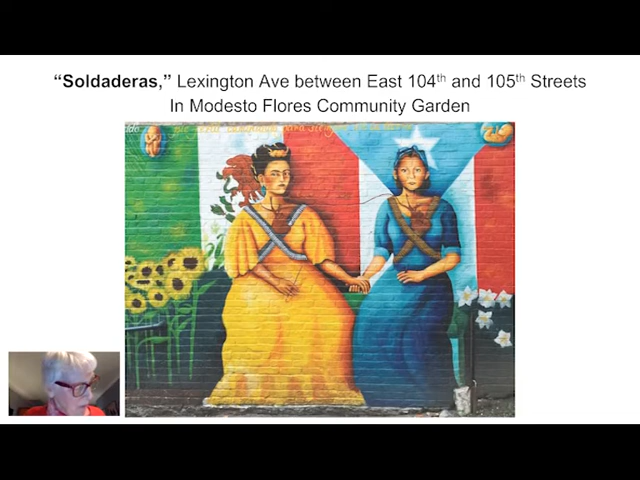 “Soldaderas,” Lexington Ave between East 104th and 105th Streets
In Modesto Flores Community Garden